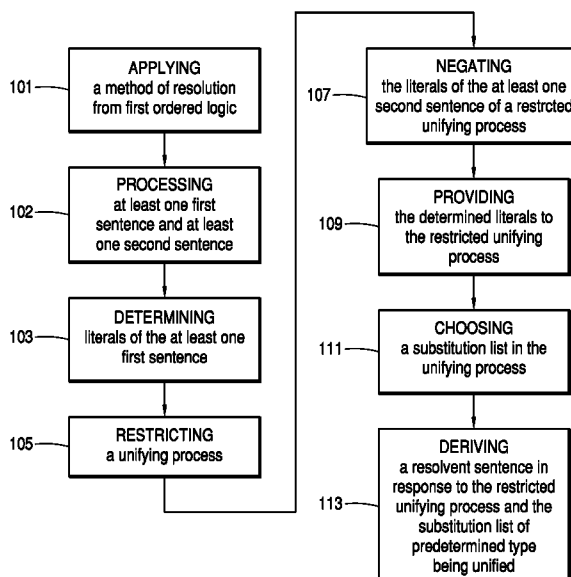 101
APPLYING
a method of resolution
from first ordered logic
102
PROCESSING
at least one first
sentence and at least
one second sentence
103
DETERMINING
literals of the at least one
first sentence
105
RESTRICTING
a unifying process
107
NEGATING
the literals of the at least one
second sentence of a restrcted
unifying process
109
PROVIDING
the determined literals to
the restricted unifying
process
111
CHOOSING
a substitution list in the
unifying process
113
DERIVING
a resolvent sentence in
response to the restricted
unifying process and the
substitution list of
predetermined type
being unified